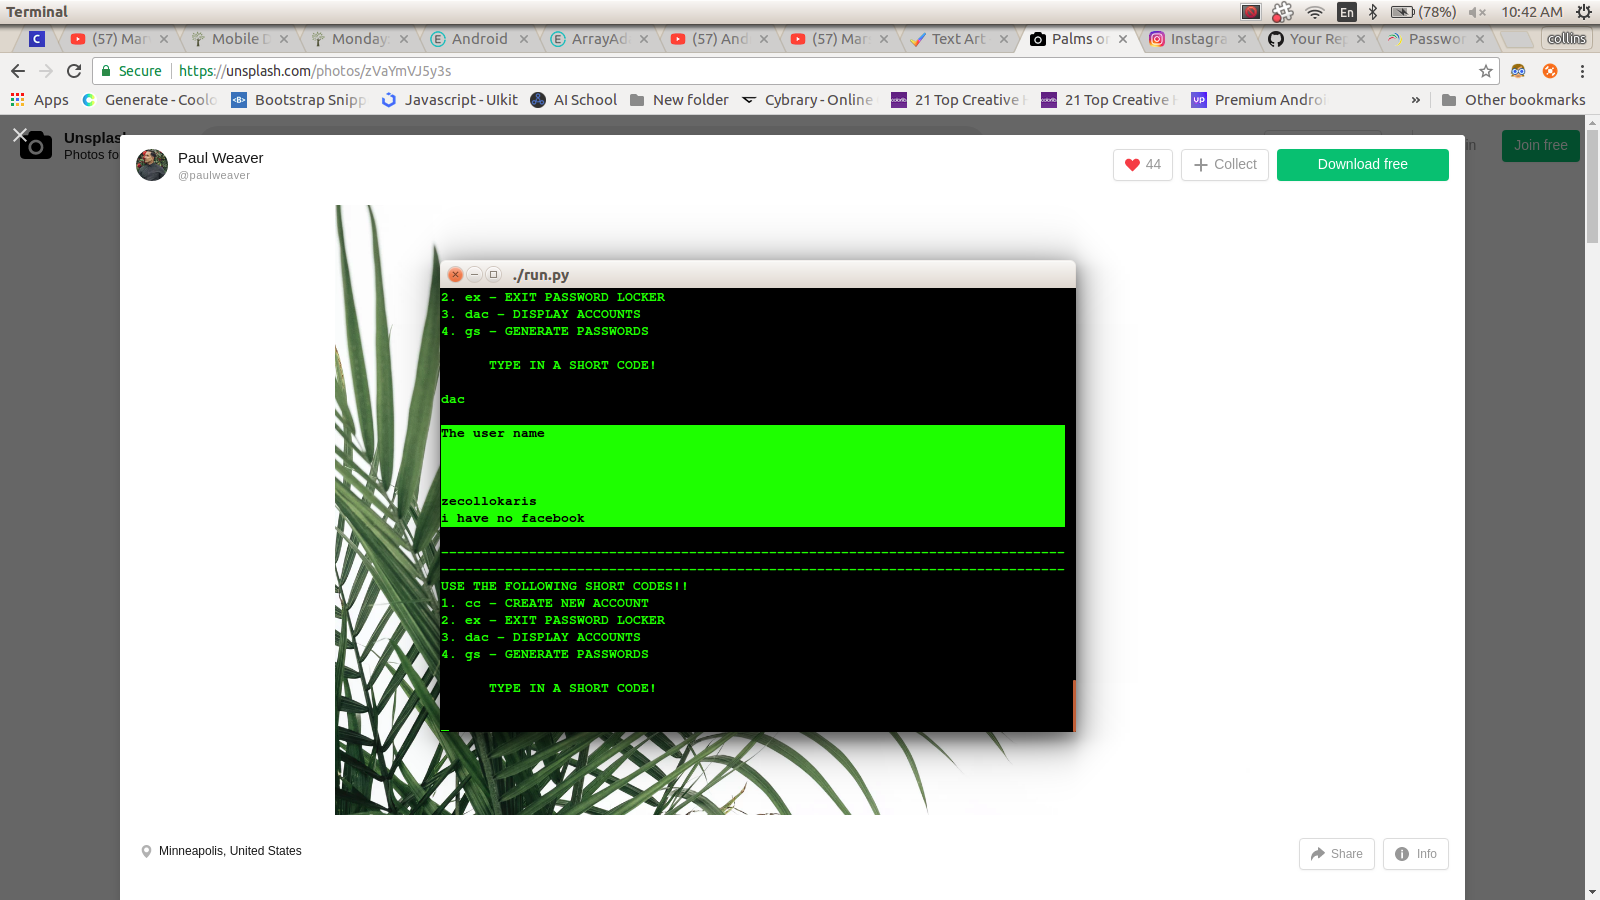 Terminal
En
(78%)
10:42 AM
C
(57) Mar
Mobile D
Monday
Android
ArrayAd
(57) And
(57) Mar
Text Art
Palms o
Instagra
Your Re
Passwor
collins
Secure
https://unsplash.com/photos/zVaYmVJ5y3s
Apps
Generate - Coolo
Bootstrap Snipp
Javascript - UIkit
AI School
New folder
Cybrary - Online
21 Top Creative
21 Top Creative
Premium Androi
»
Other bookmarks
Unsplash
Photos fo
Join free
Paul Weaver
@paulweaver
44
Collect
Download free
./run.py
2. ex - EXIT PASSWORD LOCKER
3. dac - DISPLAY ACCOUNTS
4. gs - GENERATE PASSWORDS
TYPE IN A SHORT CODE!
dac
The user name
zecollokaris
i have no facebook
------------------------------------------------------------------------------
------------------------------------------------------------------------------
USE THE FOLLOWING SHORT CODES!!
1. cc - CREATE NEW ACCOUNT
2. ex - EXIT PASSWORD LOCKER
3. dac - DISPLAY ACCOUNTS
4. gs - GENERATE PASSWORDS
TYPE IN A SHORT CODE!
Minneapolis, United States
Share
Info